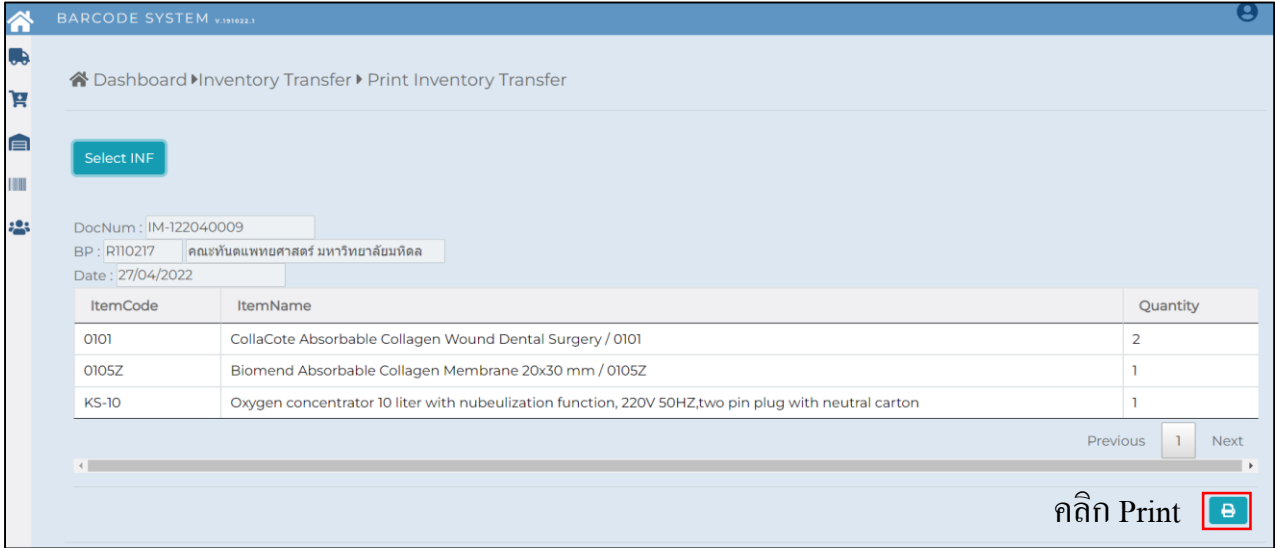 BARCODE SYSTEM V.191022.1
Dashboard Inventory Transfer Print Inventory Transfer
Select INF
DocNum : IM-122040009
BP : R110217 คณะทันตแพทยศาสตร์ มหาวิทยาลัยมหิดล
Date : 27/04/2022
ItemCode ItemName Quantity
0101 CollaCote Absorbable Collagen Wound Dental Surgery / 0101 2
0105Z Biomend Absorbable Collagen Membrane 20x30 mm / 0105Z 1
KS-10 Oxygen concentrator 10 liter with nubeulization function, 220V 50HZ,two pin plug with neutral carton 1
Previous 1 Next
คลิก Print